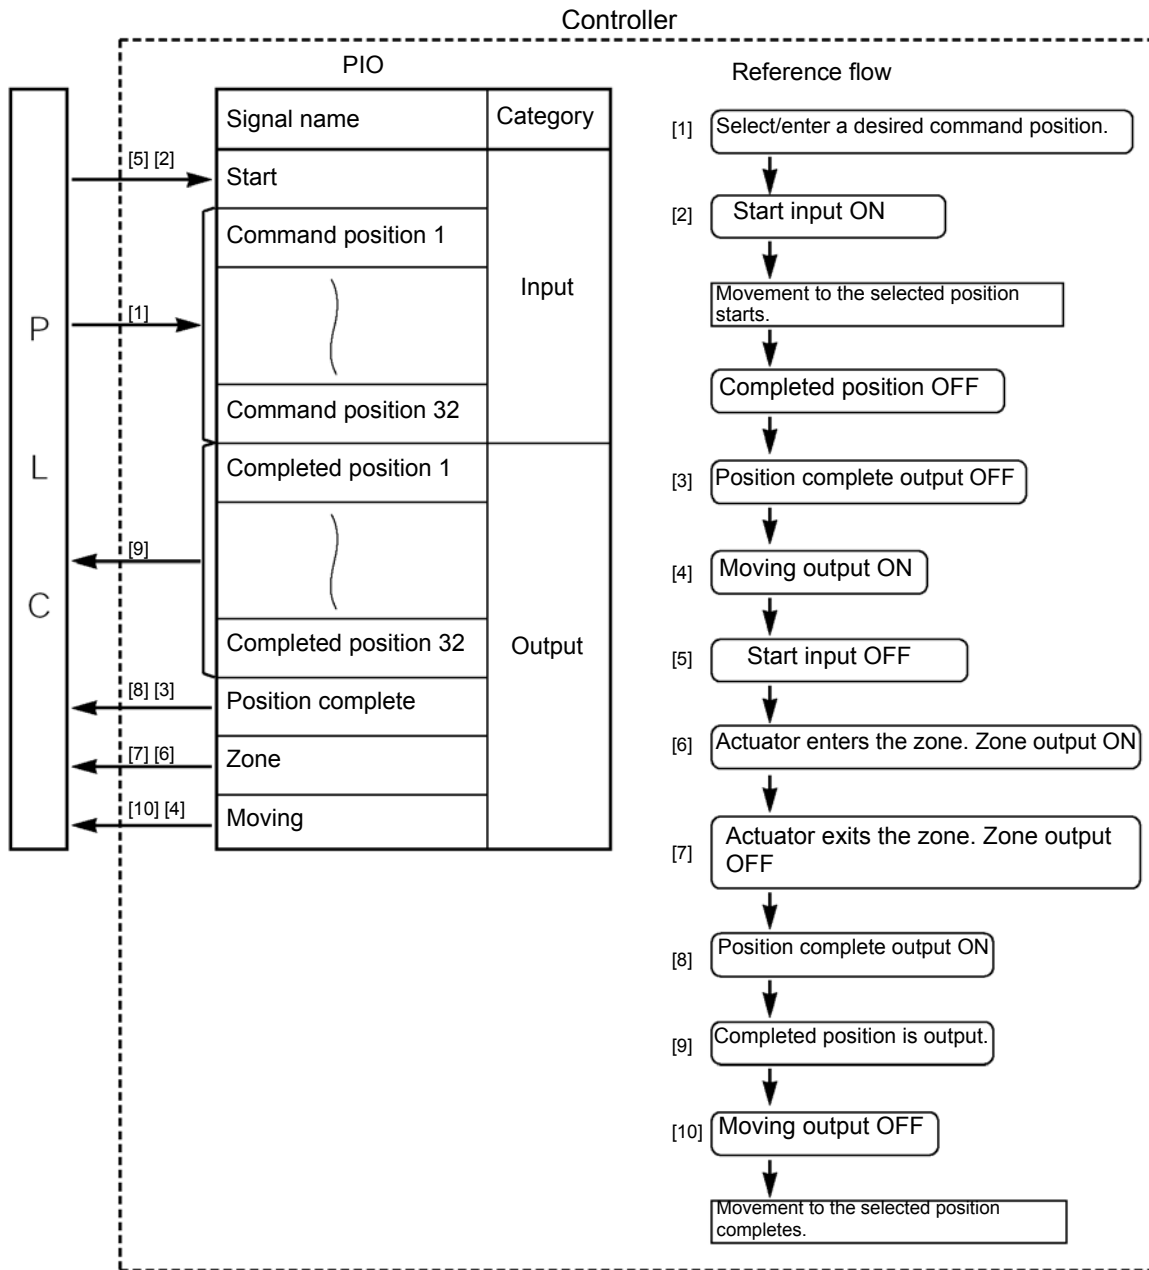 Controller
PIO
Reference flow
P
L
C
Signal name
Category
[5] [2]
Start
Command position 1
[1]
Input
Command position 32
Completed position 1
[9]
Completed position 32
Output
[8] [3]
Position complete
[7] [6]
Zone
[10] [4]
Moving
[1] Select/enter a desired command position.
[2] Start input ON
Movement to the selected position
starts.
Completed position OFF
[3] Position complete output OFF
[4] Moving output ON
[5] Start input OFF
[6] Actuator enters the zone. Zone output ON
[7] Actuator exits the zone. Zone output
OFF
[8] Position complete output ON
[9] Completed position is output.
[10] Moving output OFF
Movement to the selected position
completes.